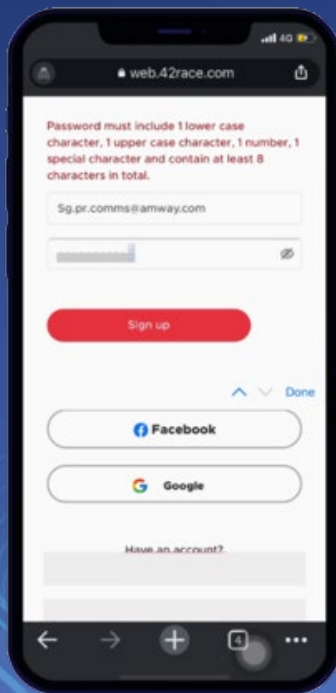 4G
web.42race.com
Password must include 1 lower case
character, 1 upper case character, 1 number, 1
special character and contain at least 8
characters in total.
Sg.pr.comms@amway.com
Sign up
Done
Facebook
G Google
Have an account?
4